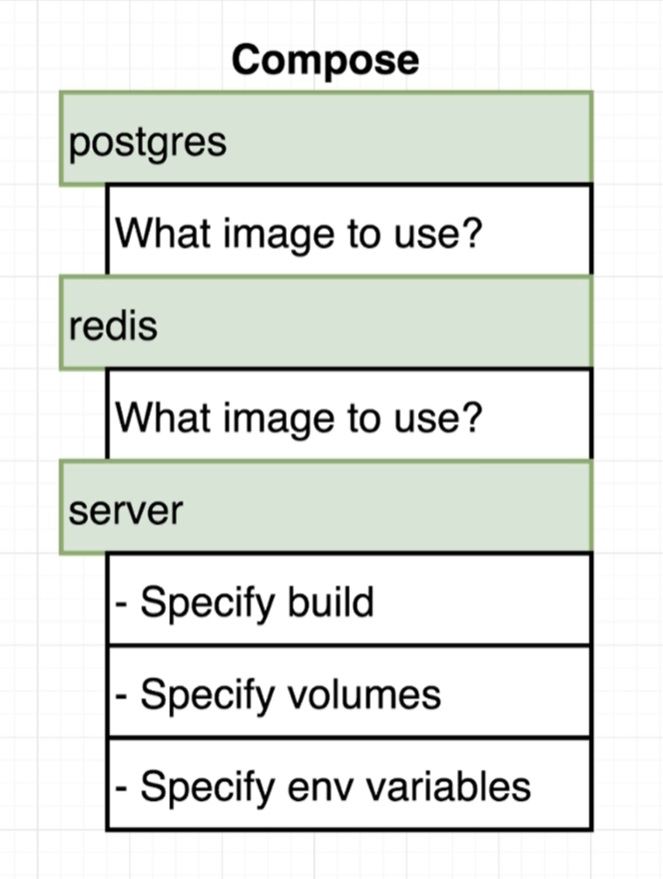 Compose
postgres
What image to use?
redis
What image to use?
server
- Specify build
- Specify volumes
- Specify env variables